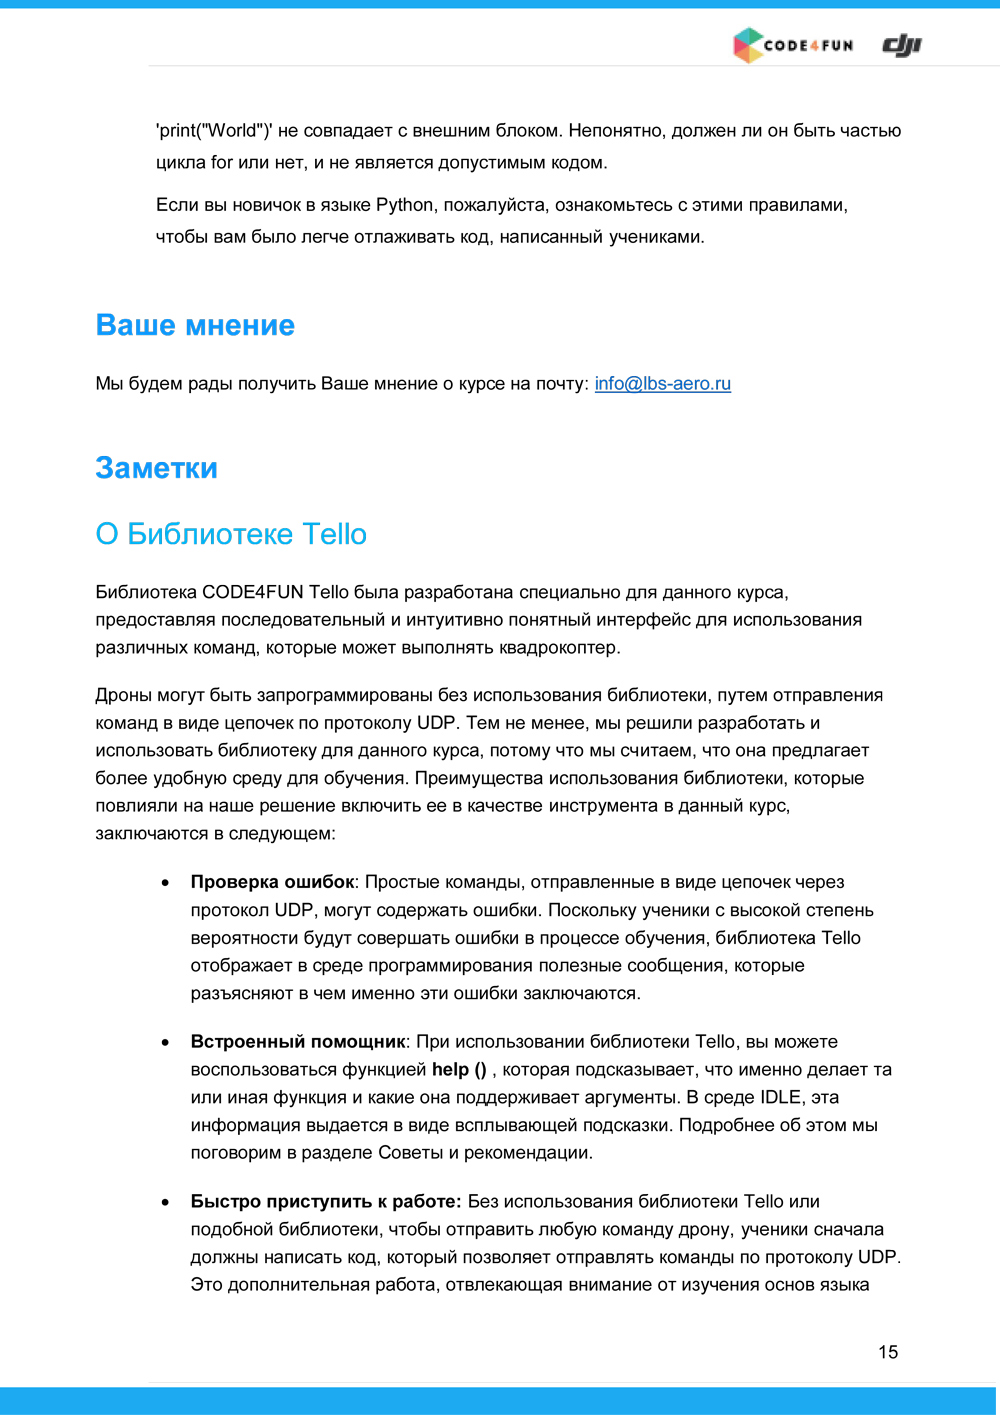 CODE4FUN dji
'print("World")' не совпадает с внешним блоком. Непонятно, должен ли он быть частью
цикла for или нет, и не является допустимым кодом.
Если вы новичок в языке Python, пожалуйста, ознакомьтесь с этими правилами,
чтобы вам было легче отлаживать код, написанный учениками.
Ваше мнение
Мы будем рады получить Ваше мнение о курсе на почту: info@lbs-aero.ru
Заметки
О Библиотеке Tello
Библиотека CODE4FUN Tello была разработана специально для данного курса,
предоставляя последовательный и интуитивно понятный интерфейс для использования
различных команд, которые может выполнять квадрокоптер.
Дроны могут быть запрограммированы без использования библиотеки, путем отправления
команд в виде цепочек по протоколу UDP. Тем не менее, мы решили разработать и
использовать библиотеку для данного курса, потому что мы считаем, что она предлагает
более удобную среду для обучения. Преимущества использования библиотеки, которые
повлияли на наше решение включить ее в качестве инструмента в данный курс,
заключаются в следующем:
• Проверка ошибок: Простые команды, отправленные в виде цепочек через
протокол UDP, могут содержать ошибки. Поскольку ученики с высокой степень
вероятности будут совершать ошибки в процессе обучения, библиотека Tello
отображает в среде программирования полезные сообщения, которые
разъясняют в чем именно эти ошибки заключаются.
• Встроенный помощник: При использовании библиотеки Tello, вы можете
воспользоваться функцией help () , которая подсказывает, что именно делает та
или иная функция и какие она поддерживает аргументы. В среде IDLE, эта
информация выдается в виде всплывающей подсказки. Подробнее об этом мы
поговорим в разделе Советы и рекомендации.
• Быстро приступить к работе: Без использования библиотеки Tello или
подобной библиотеки, чтобы отправить любую команду дрону, ученики сначала
должны написать код, который позволяет отправлять команды по протоколу UDP.
Это дополнительная работа, отвлекающая внимание от изучения основ языка
15